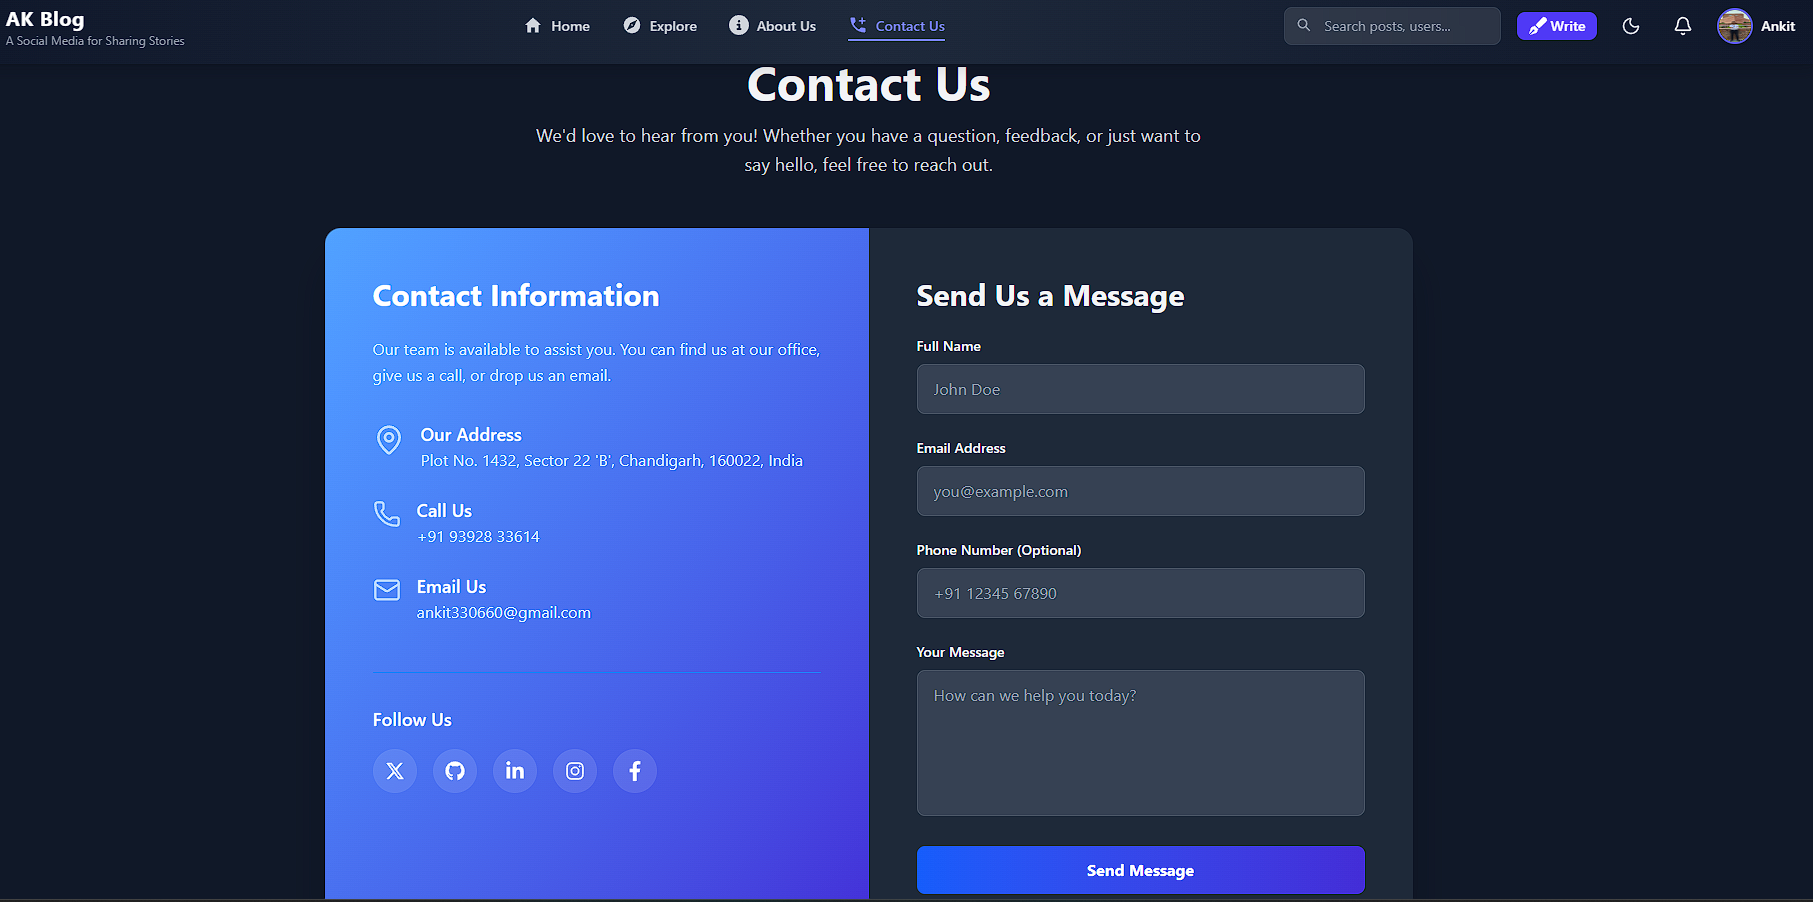 AK Blog
A Social Media for Sharing Stories
Home
Explore
About Us
Contact Us
Search posts, users...
Write
Ankit
Contact Us
We'd love to hear from you! Whether you have a question, feedback, or just want to
say hello, feel free to reach out.
Contact Information
Our team is available to assist you. You can find us at our office,
give us a call, or drop us an email.
Our Address
Plot No. 1432, Sector 22 'B', Chandigarh, 160022, India
Call Us
+91 93928 33614
Email Us
ankit330660@gmail.com
Follow Us
Send Us a Message
Full Name
John Doe
Email Address
you@example.com
Phone Number (Optional)
+91 12345 67890
Your Message
How can we help you today?
Send Message